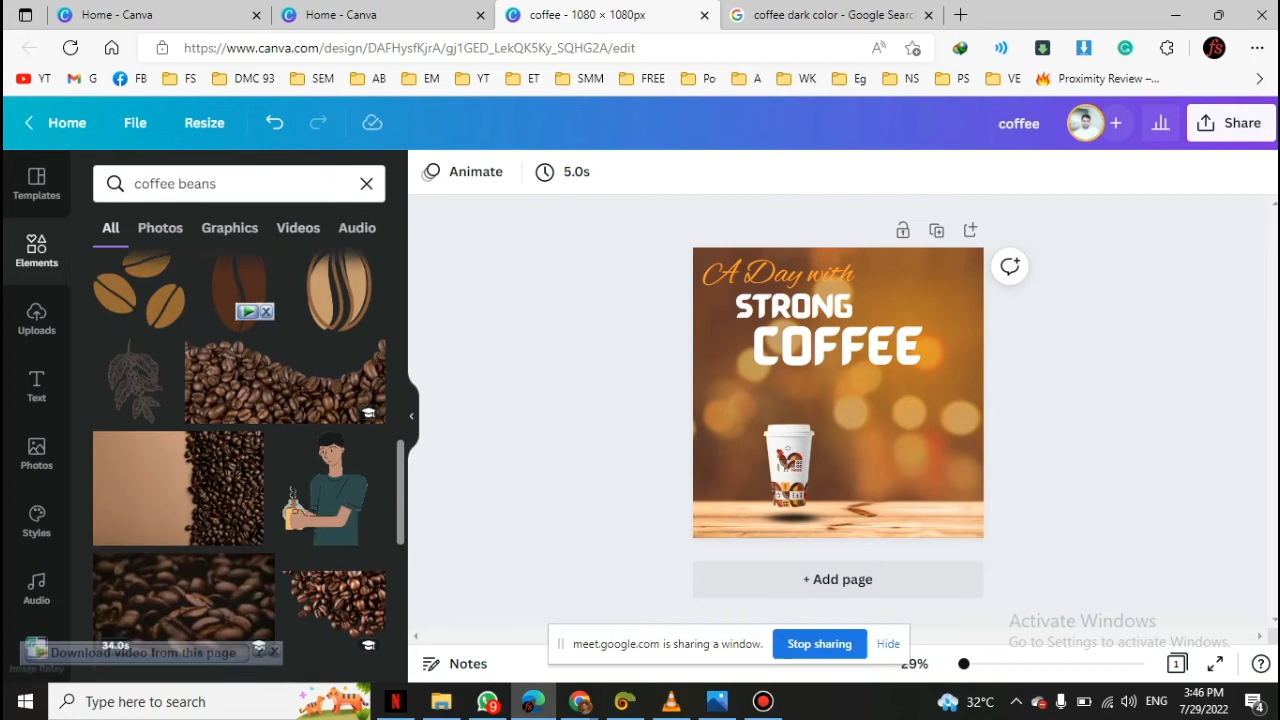 Home - Canva
Home - Canva
coffee - 1080 × 1080px
coffee dark color - Google Searc
https://www.canva.com/design/DAFHysfKjrA/gj1GED_LekQK5Ky_SQHG2A/edit
YT
G
FB
FS
DMC 93
SEM
AB
EM
YT
ET
SMM
FREE
Po
A
WK
Eg
NS
PS
VE
Proximity Review –...
Home
File
Resize
coffee
Share
Templates
Elements
Uploads
Text
Photos
Styles
Audio
coffee beans
All
Photos
Graphics
Videos
Audio
34.0s
Download video from this page
Animate
5.0s
A Day with
STRONG
COFFEE
+ Add page
Activate Windows
Go to Settings to activate Windows.
meet.google.com is sharing a window.
Stop sharing
Hide
Notes
29%
1
Type here to search
9
32°C
ENG
3:46 PM
7/29/2022
4